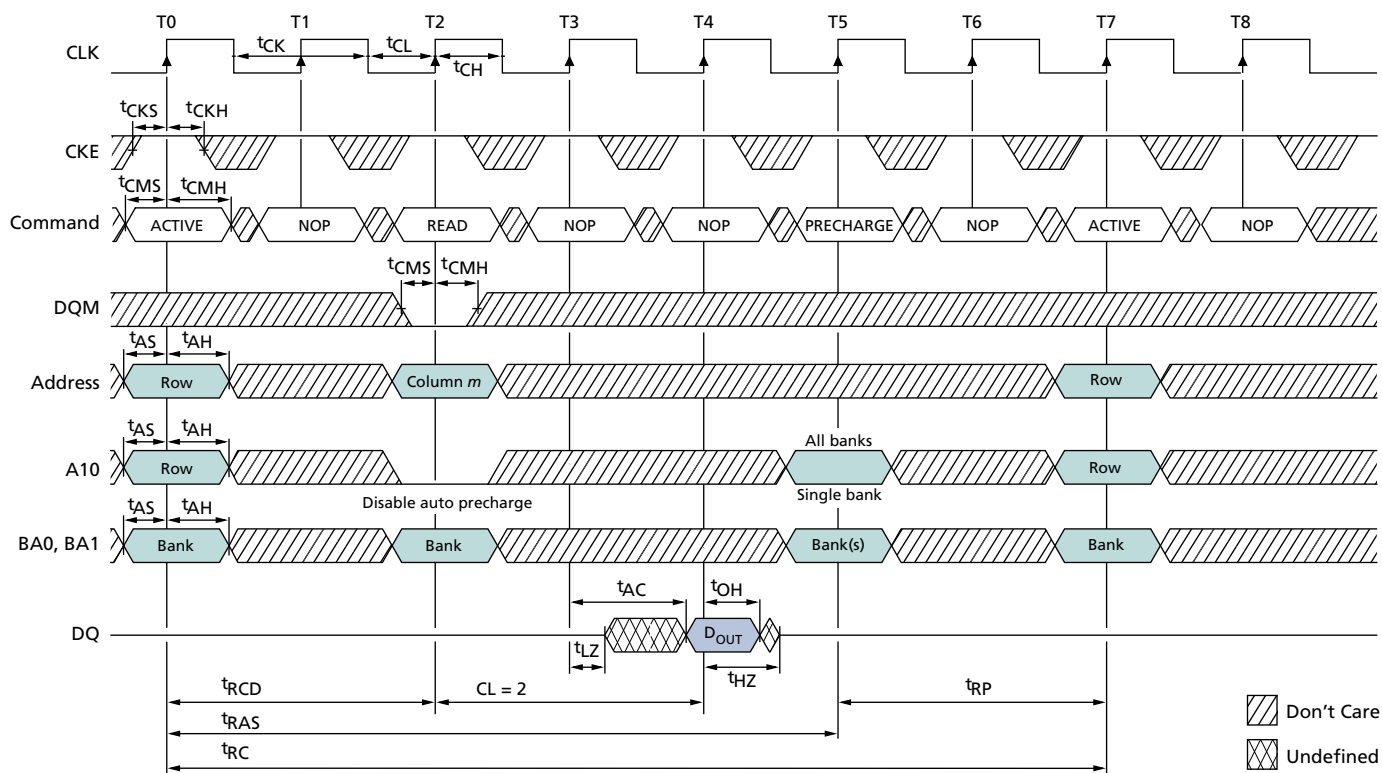 T0 T1 T2 T3 T4 T5 T6 T7 T8
CLK
tCK tCL
tCH
tCKS tCKH
CKE
tCMS tCMH
Command ACTIVE NOP READ NOP NOP PRECHARGE NOP ACTIVE NOP
tCMS tCMH
DQM
tAS tAH
Address Row Column m Row
tAS tAH
All banks
A10 Row Row
Disable auto precharge Single bank
tAS tAH
BA0, BA1 Bank Bank Bank(s) Bank
tAC tOH
DQ DOUT
tLZ
tHZ
tRCD CL = 2 tRP
tRAS
tRC
Don't Care
Undefined